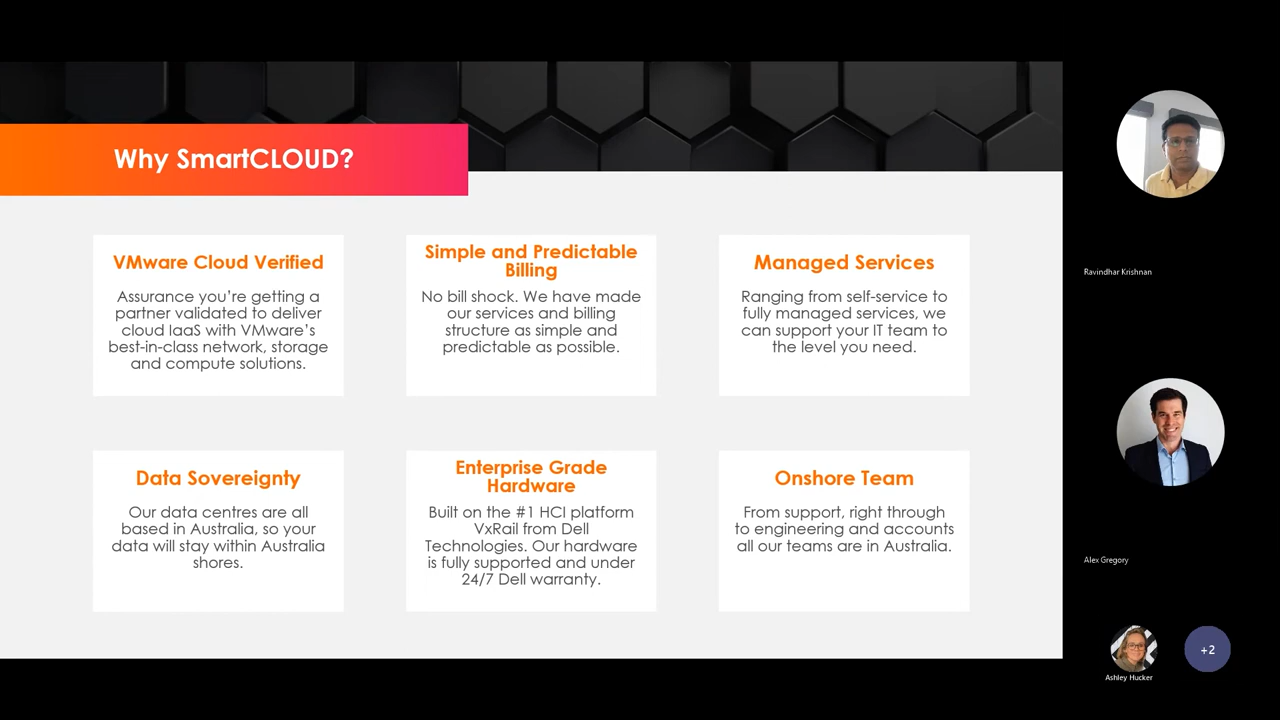 Why SmartCLOUD?
VMware Cloud Verified
Assurance you’re getting a
partner validated to deliver
cloud IaaS with VMware’s
best-in-class network, storage
and compute solutions.
Simple and Predictable
Billing
No bill shock. We have made
our services and billing
structure as simple and
predictable as possible.
Managed Services
Ranging from self-service to
fully managed services, we
can support your IT team to
the level you need.
Data Sovereignty
Our data centres are all
based in Australia, so your
data will stay within Australia
shores.
Enterprise Grade
Hardware
Built on the #1 HCI platform
VxRail from Dell
Technologies. Our hardware
is fully supported and under
24/7 Dell warranty.
Onshore Team
From support, right through
to engineering and accounts
all our teams are in Australia.
Ravindhar Krishnan
Alex Gregory
Ashley Hucker
+2